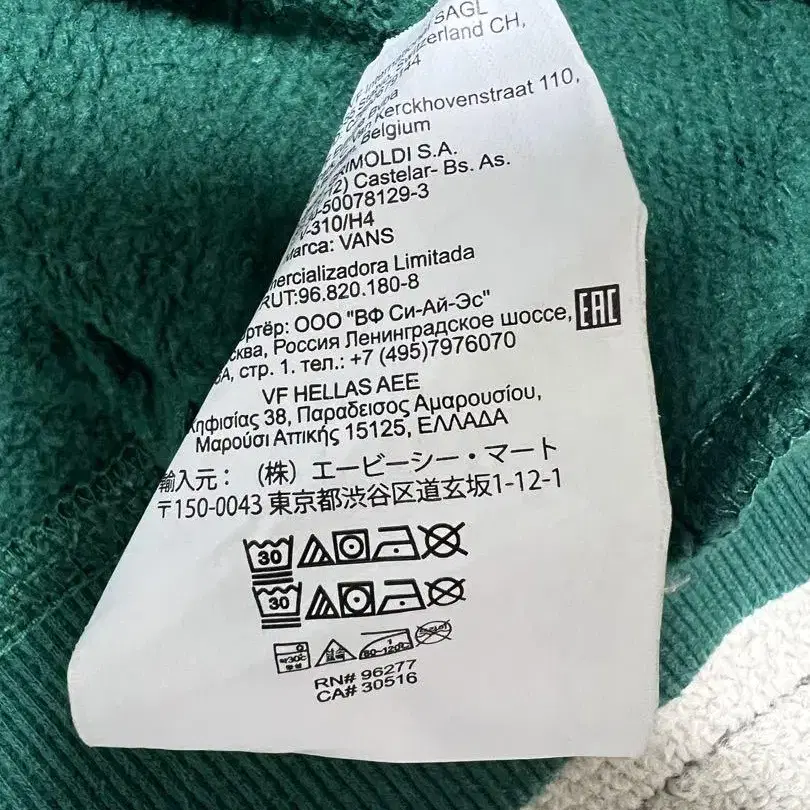 SAGL
Switzerland CH,
Kerckhovenstraat 110,
Belgium
RIMOLDI S.A.
Castelar- Bs. As.
50078129-3
310/H4
Marca: VANS
Limitada
RUT:96.820.180-8
ООО "ВФ Си-Ай-Эс"
Россия Ленинградское шоссе, EAC
стр. 1. тел.: +7 (495)7976070
VF HELLAS AEE
Κηφισίας 38, Παραδεισος Αμαρουσίου,
Μαρούσι Αττικής 15125, ΕΛΛΑΔΑ
輸入元：（株）エービーシー・マート
〒150-0043 東京都渋谷区道玄坂1-12-1
30
30
80~120℃
RN# 96277
CA# 30516